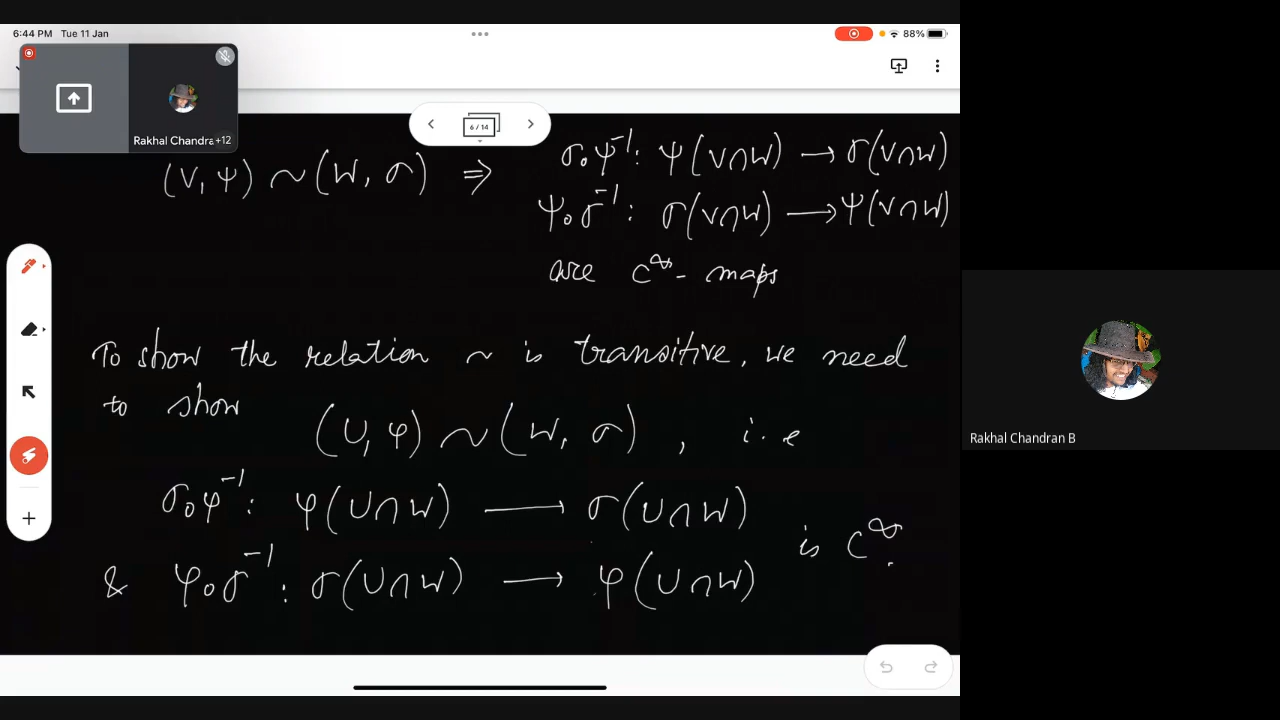 6:44 PM Tue 11 Jan
88%
Rakhal Chandra +12
6 / 14
(V, ψ) ~ (W, σ) ⇒ σ∘ψ⁻¹: ψ(V∩W) → σ(V∩W)
ψ∘σ⁻¹: σ(V∩W) → ψ(V∩W)
are C^∞- maps
To show the relation ~ is transitive, we need
to show
(U, φ) ~ (W, σ), i.e
σ∘φ⁻¹: φ(U∩W) → σ(U∩W)
is C^∞.
& φ∘σ⁻¹: σ(U∩W) → φ(U∩W)
Rakhal Chandran B